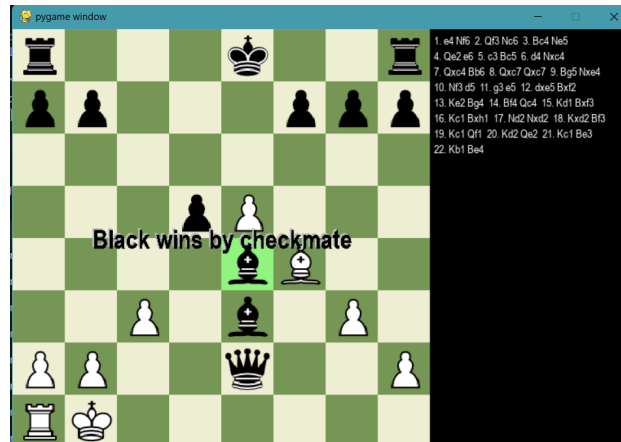 pygame window
1. e4 Nf6 2. Qf3 Nc6 3. Bc4 Ne5
4. Qe2 e6 5. c3 Bc5 6. d4 Nxc4
7. Qxc4 Bb6 8. Qxc7 Qxc7 9. Bg5 Nxe4
10. Nf3 d5 11. g3 e5 12. dxe5 Bxf2
13. Ke2 Bg4 14. Bf4 Qc4 15. Kd1 Bxf3
16. Kc1 Bxh1 17. Nd2 Nxd2 18. Kxd2 Bf3
19. Kc1 Qf1 20. Kd2 Qe2 21. Kc1 Be3
22. Kb1 Be4
Black wins by checkmate